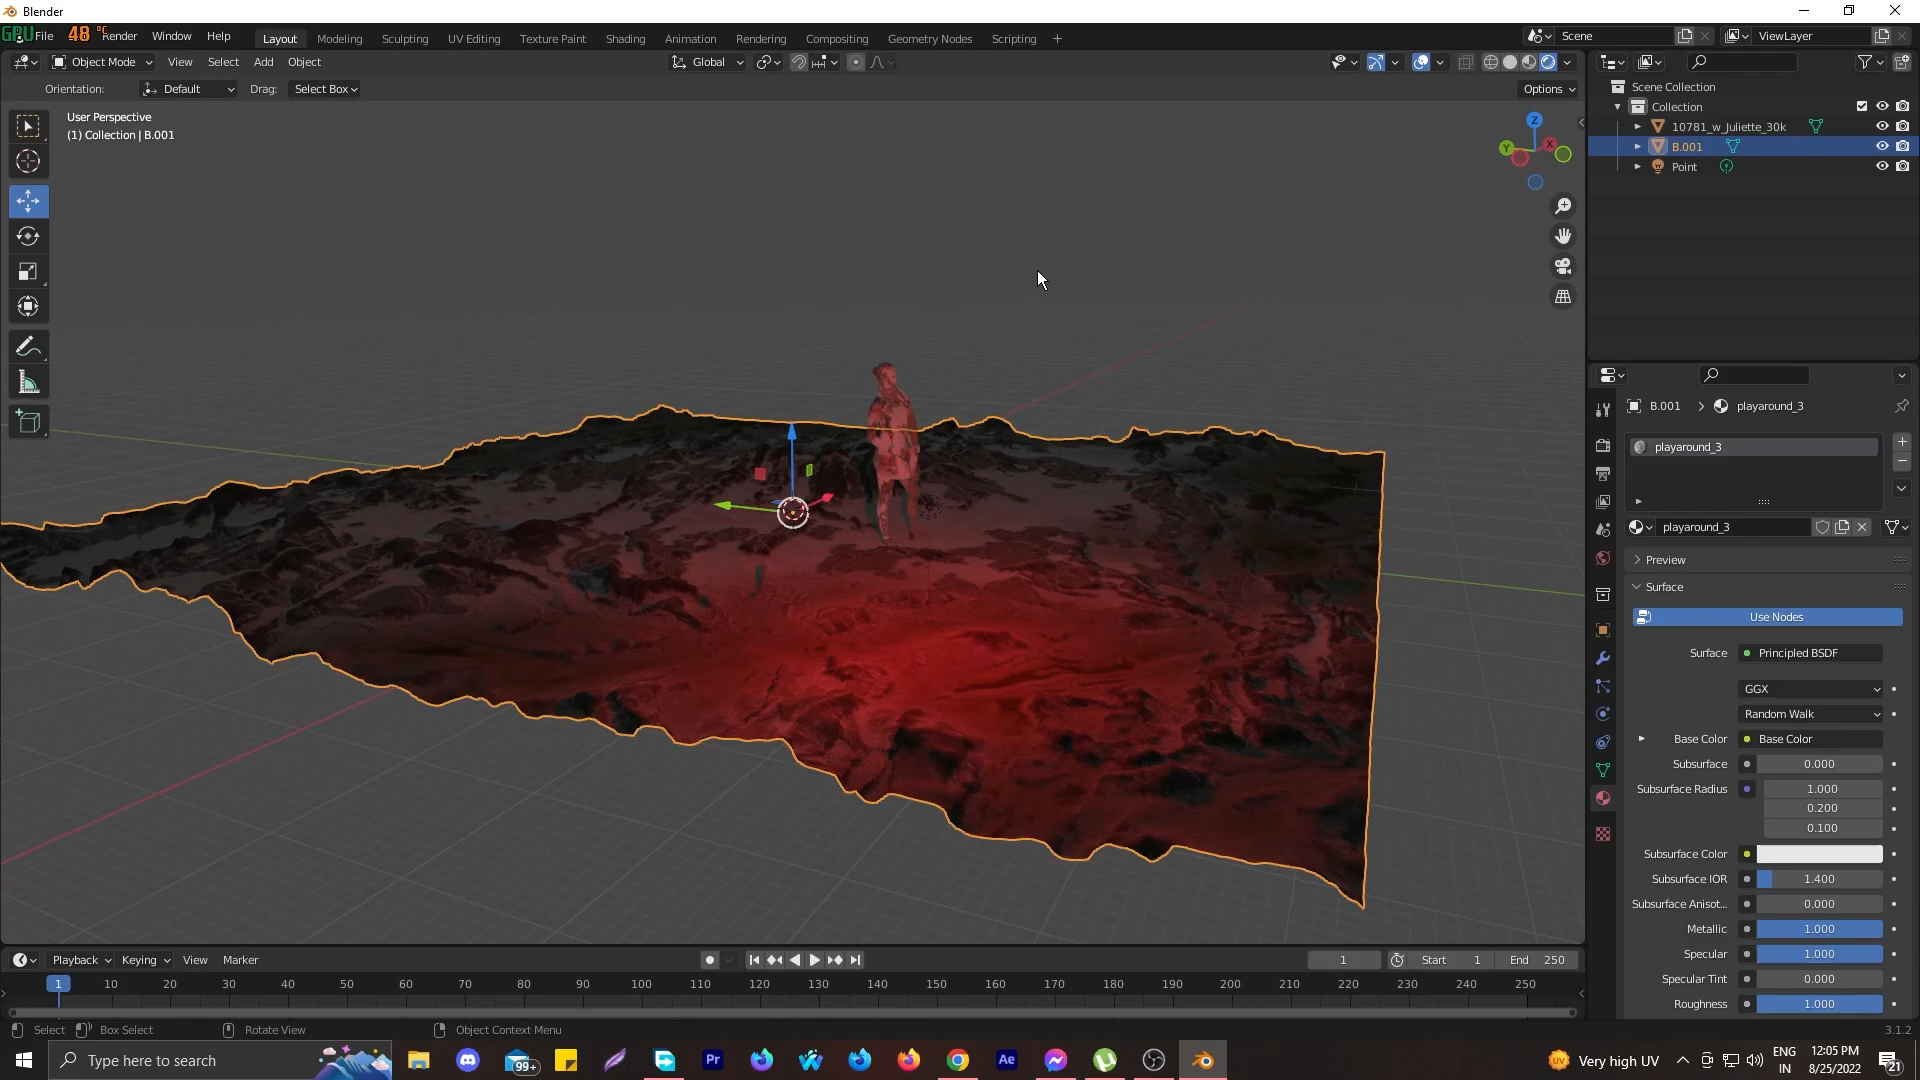 Blender
GPU 48 °C
File Render Window Help Layout Modeling Sculpting UV Editing Texture Paint Shading Animation Rendering Compositing Geometry Nodes Scripting + Scene ViewLayer
Object Mode View Select Add Object Global
Orientation: Default Drag: Select Box Options
User Perspective
(1) Collection | B.001
Z
Y X
Scene Collection
Collection
10781_w_Juliette_30k
B.001
Point
B.001 > playaround_3
playaround_3
playaround_3
Preview
Surface
Use Nodes
Surface Principled BSDF
GGX
Random Walk
Base Color Base Color
Subsurface 0.000
Subsurface Radius 1.000
0.200
0.100
Subsurface Color
Subsurface IOR 1.400
Subsurface Anisot... 0.000
Metallic 1.000
Specular 1.000
Specular Tint 0.000
Roughness 1.000
Playback Keying View Marker 1 Start 1 End 250
1 10 20 30 40 50 60 70 80 90 100 110 120 130 140 150 160 170 180 190 200 210 220 230 240 250
Select Box Select Rotate View Object Context Menu 3.1.2
Type here to search 99+ Pr Ae UV Very high UV ENG IN 12:05 PM 8/25/2022 21